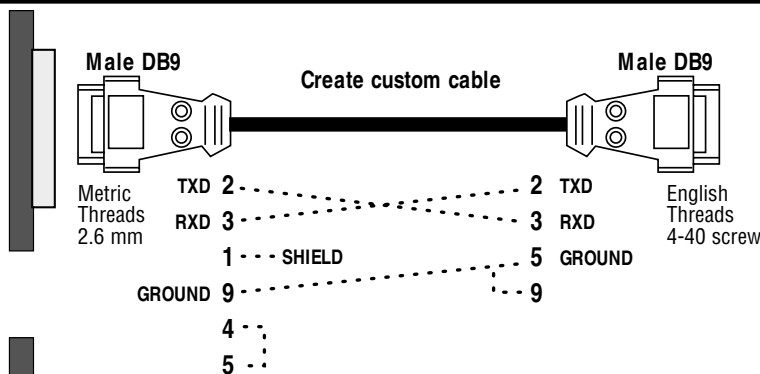 Male DB9
Create custom cable
Male DB9
Metric
Threads
2.6 mm
English
Threads
4-40 screw
TXD 2 2 TXD
RXD 3 3 RXD
1 SHIELD 5 GROUND
GROUND 9 9
4
5